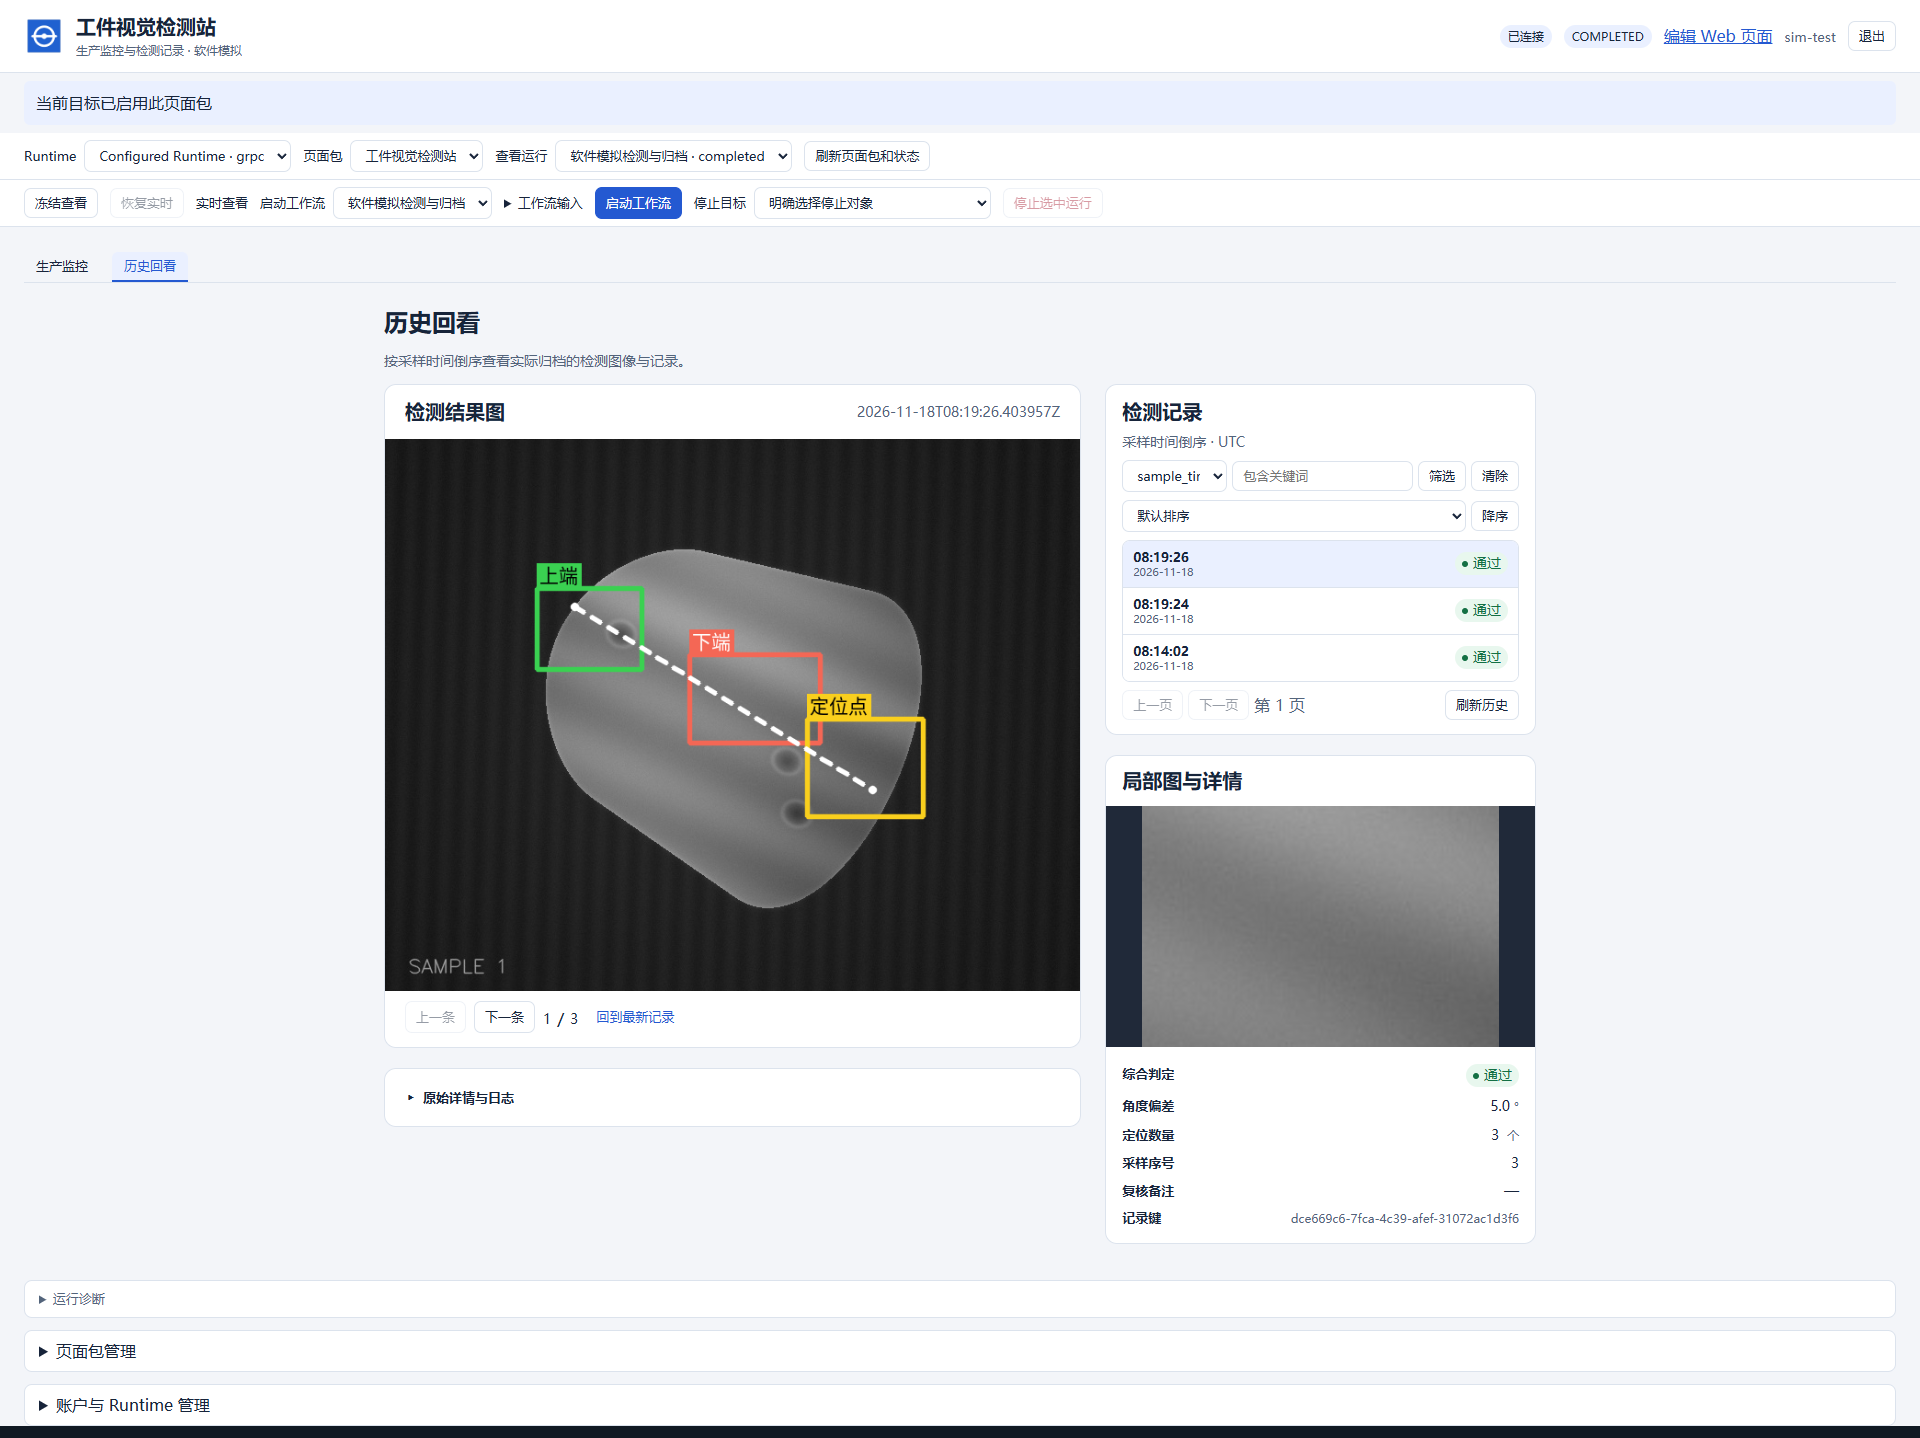 工件视觉检测站
生产监控与检测记录 · 软件模拟
已连接 COMPLETED 编辑 Web 页面 sim-test 退出
当前目标已启用此页面包
Runtime Configured Runtime · grpc 页面包 工件视觉检测站 查看运行 软件模拟检测与归档 · completed 刷新页面包和状态
冻结查看 恢复实时 实时查看 启动工作流 软件模拟检测与归档 工作流输入 启动工作流 停止目标 明确选择停止对象 停止选中运行
生产监控 历史回看
历史回看
按采样时间倒序查看实际归档的检测图像与记录。
检测结果图 2026-11-18T08:19:26.403957Z
上端
下端
定位点
SAMPLE 1
上一条 下一条 1 / 3 回到最新记录
原始详情与日志
检测记录
采样时间倒序 · UTC
sample_tir 包含关键词 筛选 清除
默认排序 降序
08:19:26 通过
2026-11-18
08:19:24 通过
2026-11-18
08:14:02 通过
2026-11-18
上一页 下一页 第 1 页 刷新历史
局部图与详情
综合判定 通过
角度偏差 5.0 °
定位数量 3 个
采样序号 3
复核备注 —
记录键 dce669c6-7fca-4c39-afef-31072ac1d3f6
运行诊断
页面包管理
账户与 Runtime 管理